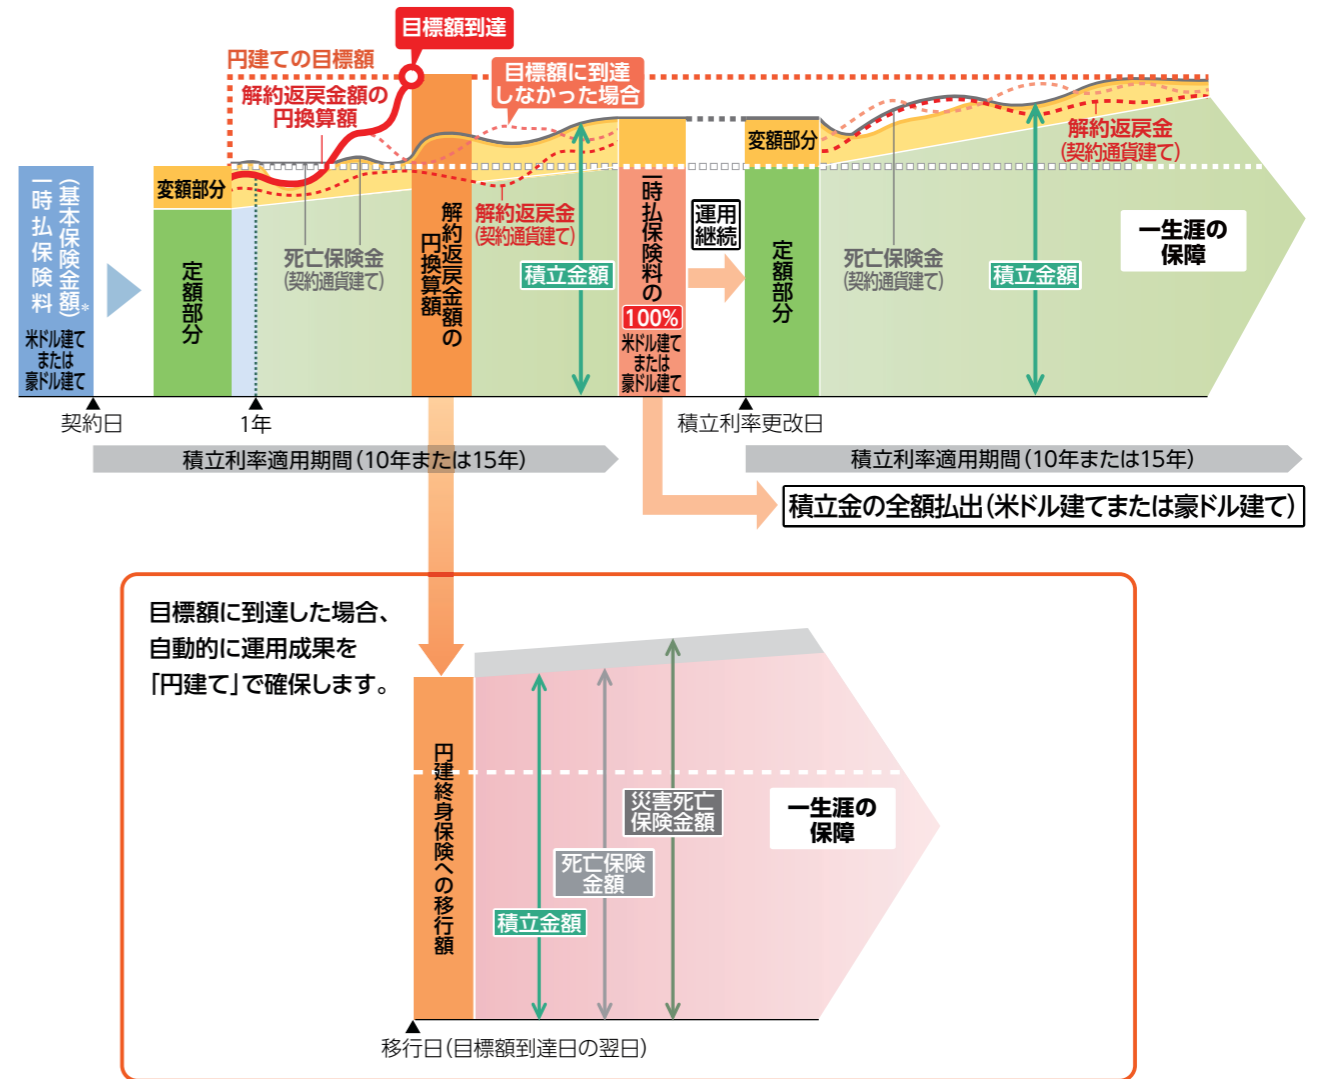 目標額到達
円建ての目標額
解約返戻金額の
円換算額
目標額に到達
しなかった場合
一時払保険料
(基本保険金額)*
米ドル建て
または
豪ドル建て
変額部分
定額部分
死亡保険金
(契約通貨建て)
解約返戻金額の
円換算額
解約返戻金
(契約通貨建て)
積立金額
一時払保険料の
100%
米ドル建て
または
豪ドル建て
運用
継続
変額部分
定額部分
死亡保険金
(契約通貨建て)
積立金額
解約返戻金
(契約通貨建て)
一生涯の
保障
契約日
1年
積立利率更改日
積立利率適用期間(10年または15年)
積立利率適用期間(10年または15年)
積立金の全額払出(米ドル建てまたは豪ドル建て)
目標額に到達した場合、
自動的に運用成果を
「円建て」で確保します。
円建終身保険への移行額
積立金額
死亡保険
金額
災害死亡
保険金額
一生涯の
保障
移行日(目標額到達日の翌日)